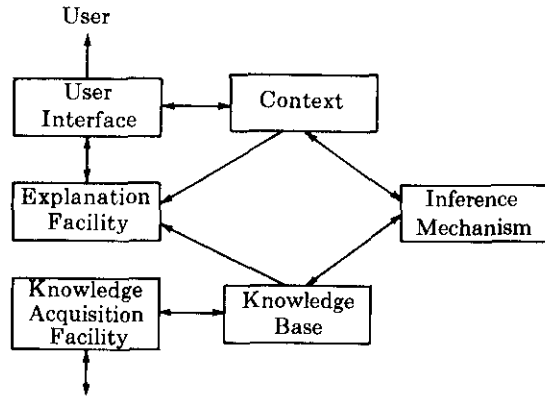 User
User
Interface
Context
Explanation
Facility
Inference
Mechanism
Knowledge
Acquisition
Facility
Knowledge
Base